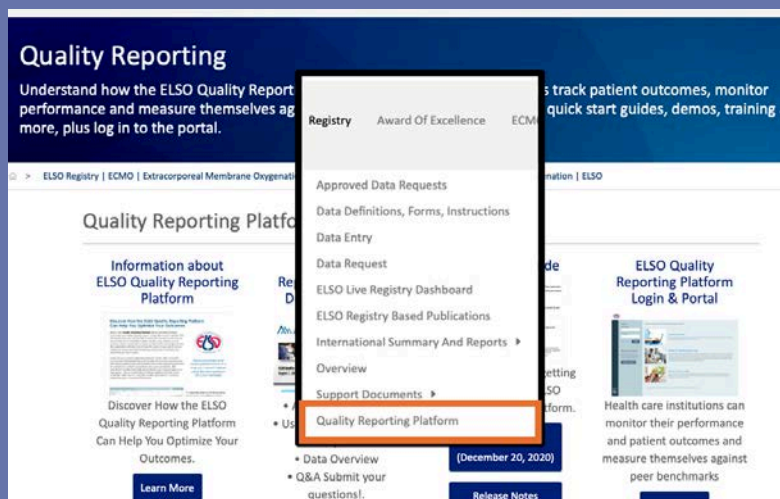 Quality Reporting
Understand how the ELSO Quality Report
s track patient outcomes, monitor
performance and measure themselves ag
quick start guides, demos, training
more, plus log in to the portal.
Registry Award Of Excellence ECM
> ELSO Registry | ECMO | Extracorporeal Membrane Oxygenati
nation | ELSO
Approved Data Requests
Data Definitions, Forms, Instructions
Data Entry
Data Request
ELSO Live Registry Dashboard
ELSO Registry Based Publications
International Summary And Reports
Overview
Support Documents
Quality Reporting Platform
Quality Reporting Platfo
Information about
ELSO Quality Reporting
Platform
Discover How the ELSO
Quality Reporting Platform
Can Help You Optimize Your
Outcomes.
Learn More
Re
D
• A
• Us
• Data Overview
• Q&A Submit your
questions!.
de
etting
SO
tform.
(December 20, 2020)
Release Notes
ELSO Quality
Reporting Platform
Login & Portal
Health care institutions can
monitor their performance
and patient outcomes and
measure themselves against
peer benchmarks